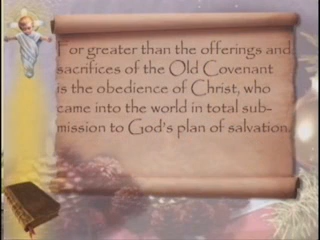 For greater than the offerings and
sacrifices of the Old Covenant
is the obedience of Christ, who
came into the world in total sub-
mission to God's plan of salvation.